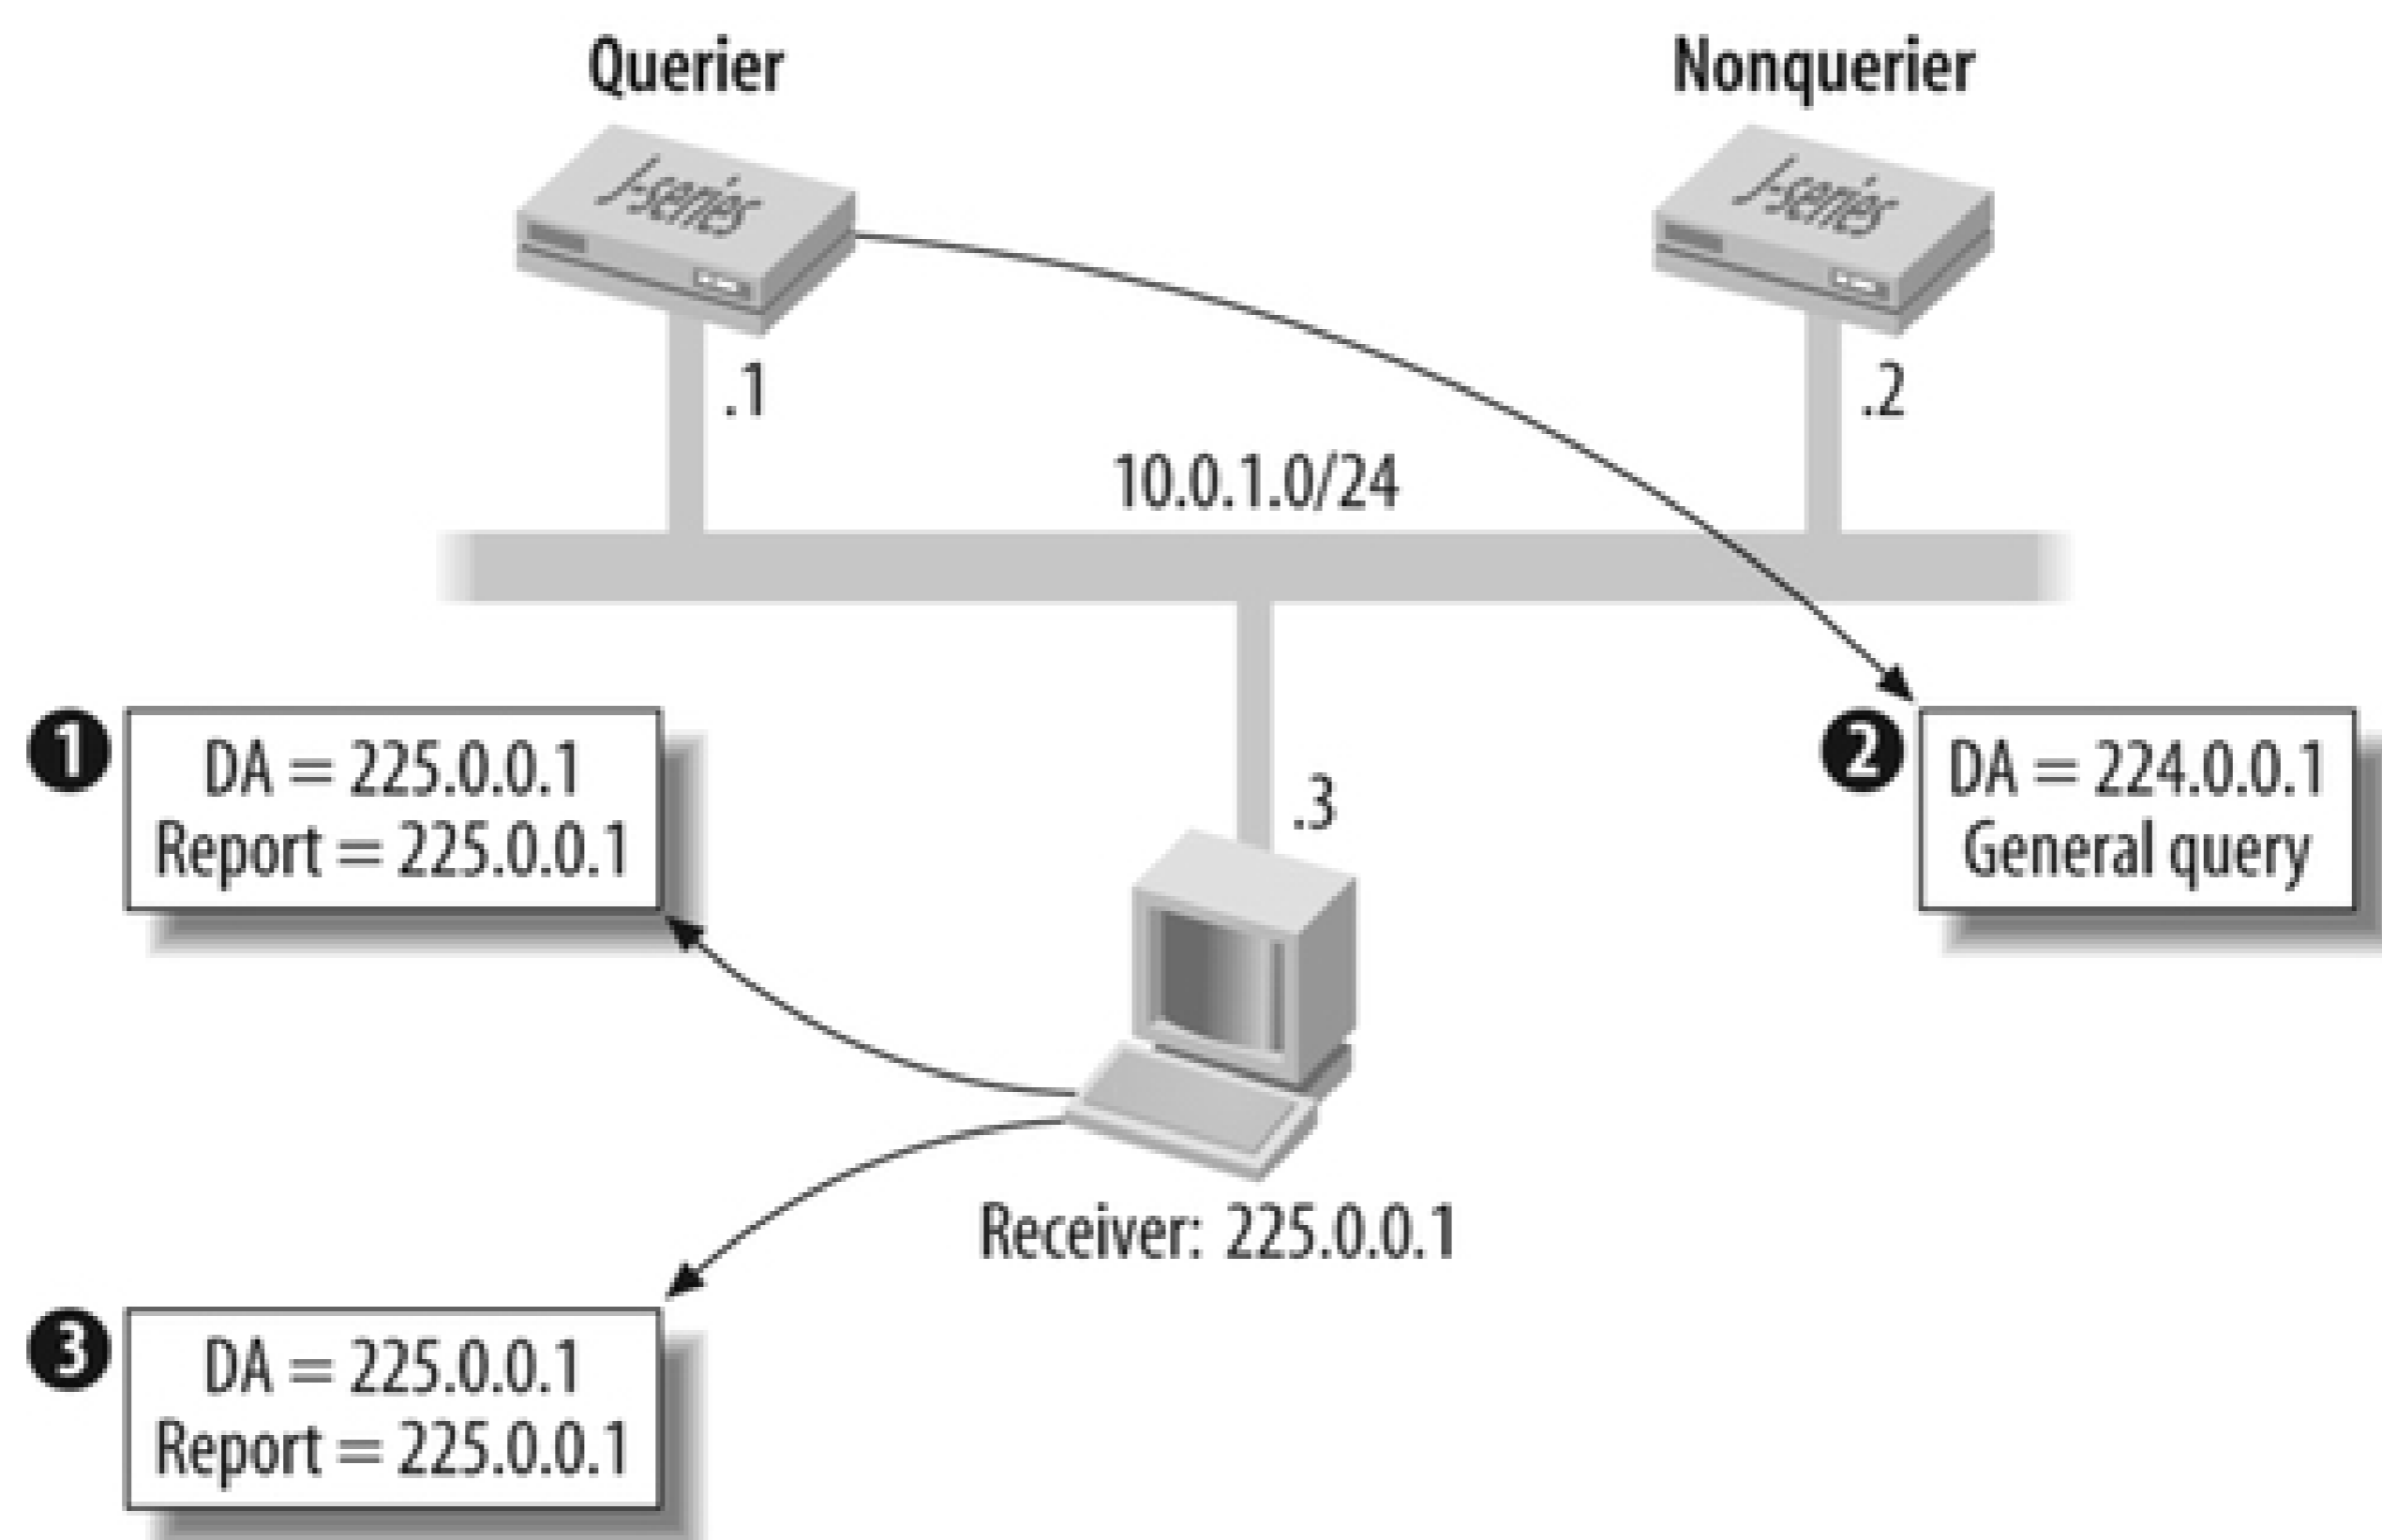 Querier
Nonquerier
J-series
J-series
.1
.2
10.0.1.0/24
1
DA = 225.0.0.1
Report = 225.0.0.1
2
DA = 224.0.0.1
General query
.3
Receiver: 225.0.0.1
3
DA = 225.0.0.1
Report = 225.0.0.1